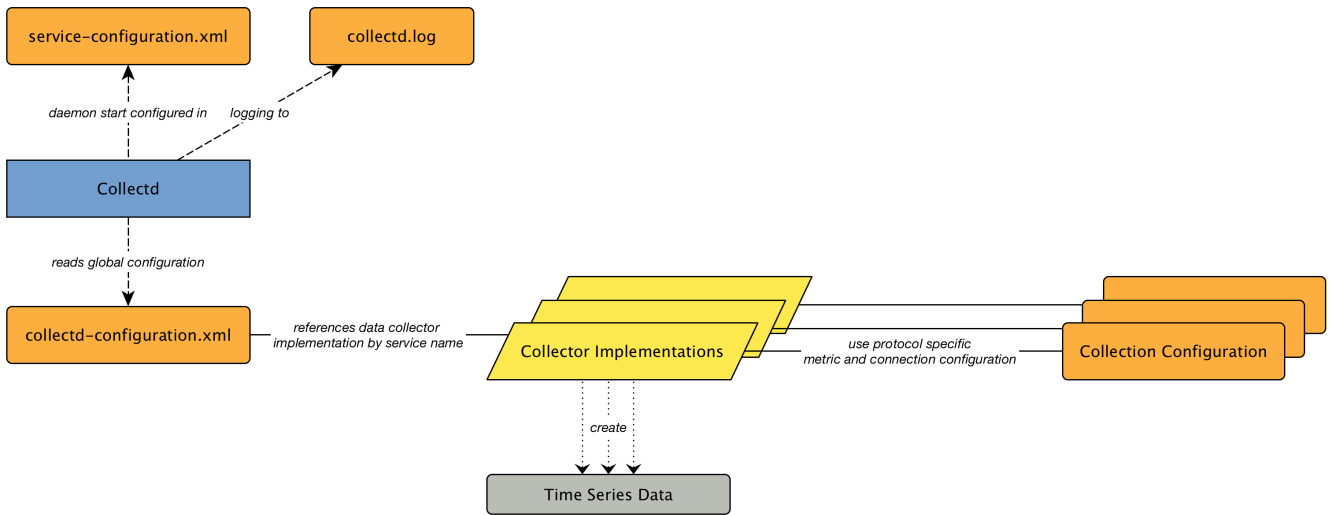 service-configuration.xml
collectd.log
daemon start configured in
logging to
Collectd
reads global configuration
collectd-configuration.xml
references data collector
implementation by service name
Collector Implementations
use protocol specific
metric and connection configuration
Collection Configuration
create
Time Series Data